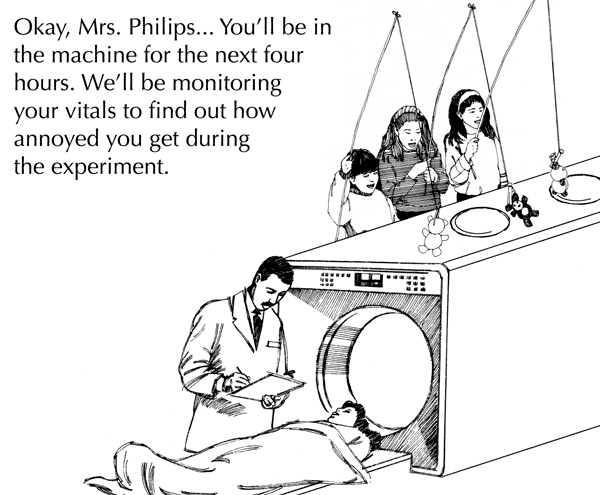 Okay, Mrs. Philips... You’ll be in
the machine for the next four
hours. We’ll be monitoring
your vitals to find out how
annoyed you get during
the experiment.